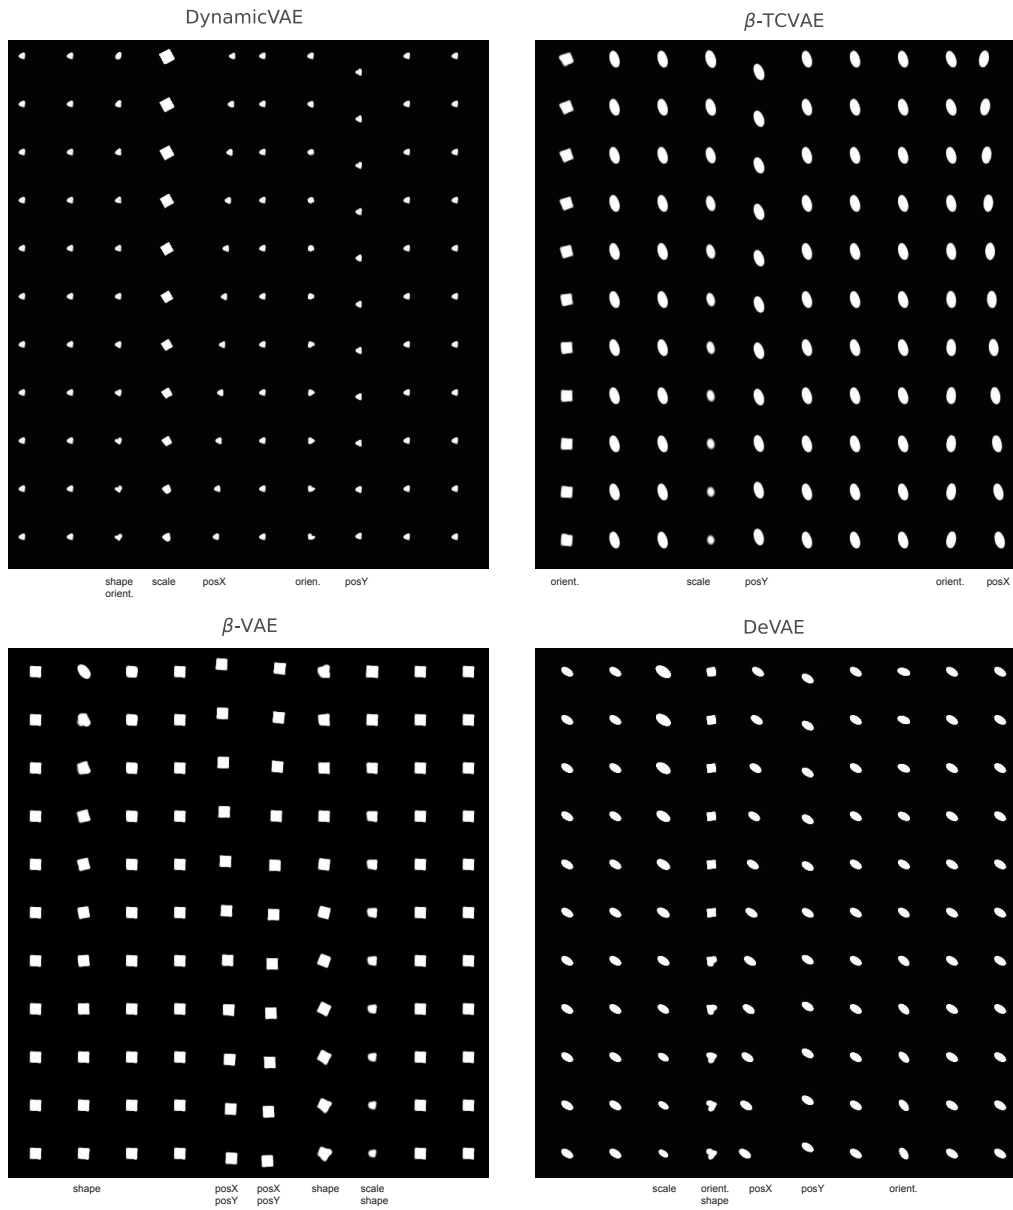 DynamicVAE
β-TCVAE
shape scale posX orien. posY
orient.
orient. scale posY orient. posX
β-VAE
DeVAE
shape posX posX shape scale
posY posY shape
scale orient. posX posY orient.
shape